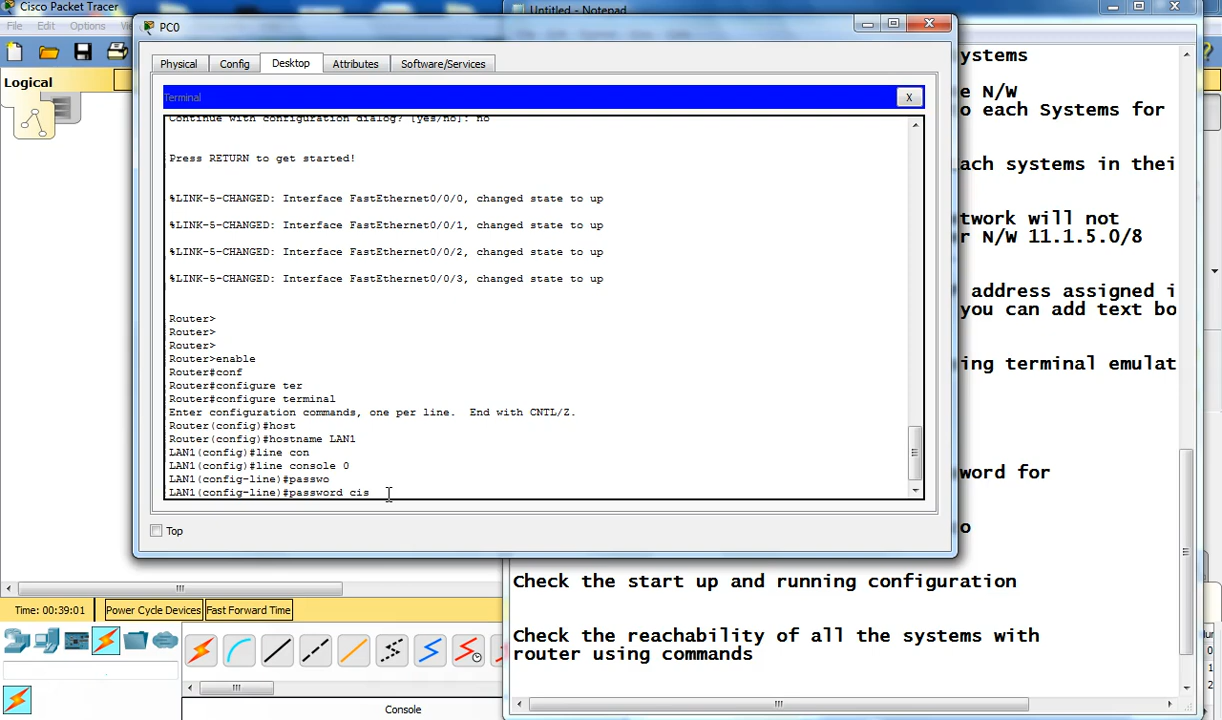 Cisco Packet Tracer
Untitled - Notepad
File Edit Options
PC0
Physical Config Desktop Attributes Software/Services
Logical
Terminal
X
Continue with configuration dialog? [yes/no]: no
Press RETURN to get started!
%LINK-5-CHANGED: Interface FastEthernet0/0/0, changed state to up
%LINK-5-CHANGED: Interface FastEthernet0/0/1, changed state to up
%LINK-5-CHANGED: Interface FastEthernet0/0/2, changed state to up
%LINK-5-CHANGED: Interface FastEthernet0/0/3, changed state to up
Router>
Router>
Router>
Router>enable
Router#conf
Router#configure ter
Router#configure terminal
Enter configuration commands, one per line. End with CNTL/Z.
Router(config)#host
Router(config)#hostname LAN1
LAN1(config)#line con
LAN1(config)#line console 0
LAN1(config-line)#passwo
LAN1(config-line)#password cis
Top
ystems
e N/W
o each Systems for
ach systems in thei
twork will not
r N/W 11.1.5.0/8
address assigned i
you can add text bo
ing terminal emulat
word for
o
Check the start up and running configuration
Check the reachability of all the systems with
router using commands
Time: 00:39:01 Power Cycle Devices Fast Forward Time
Console